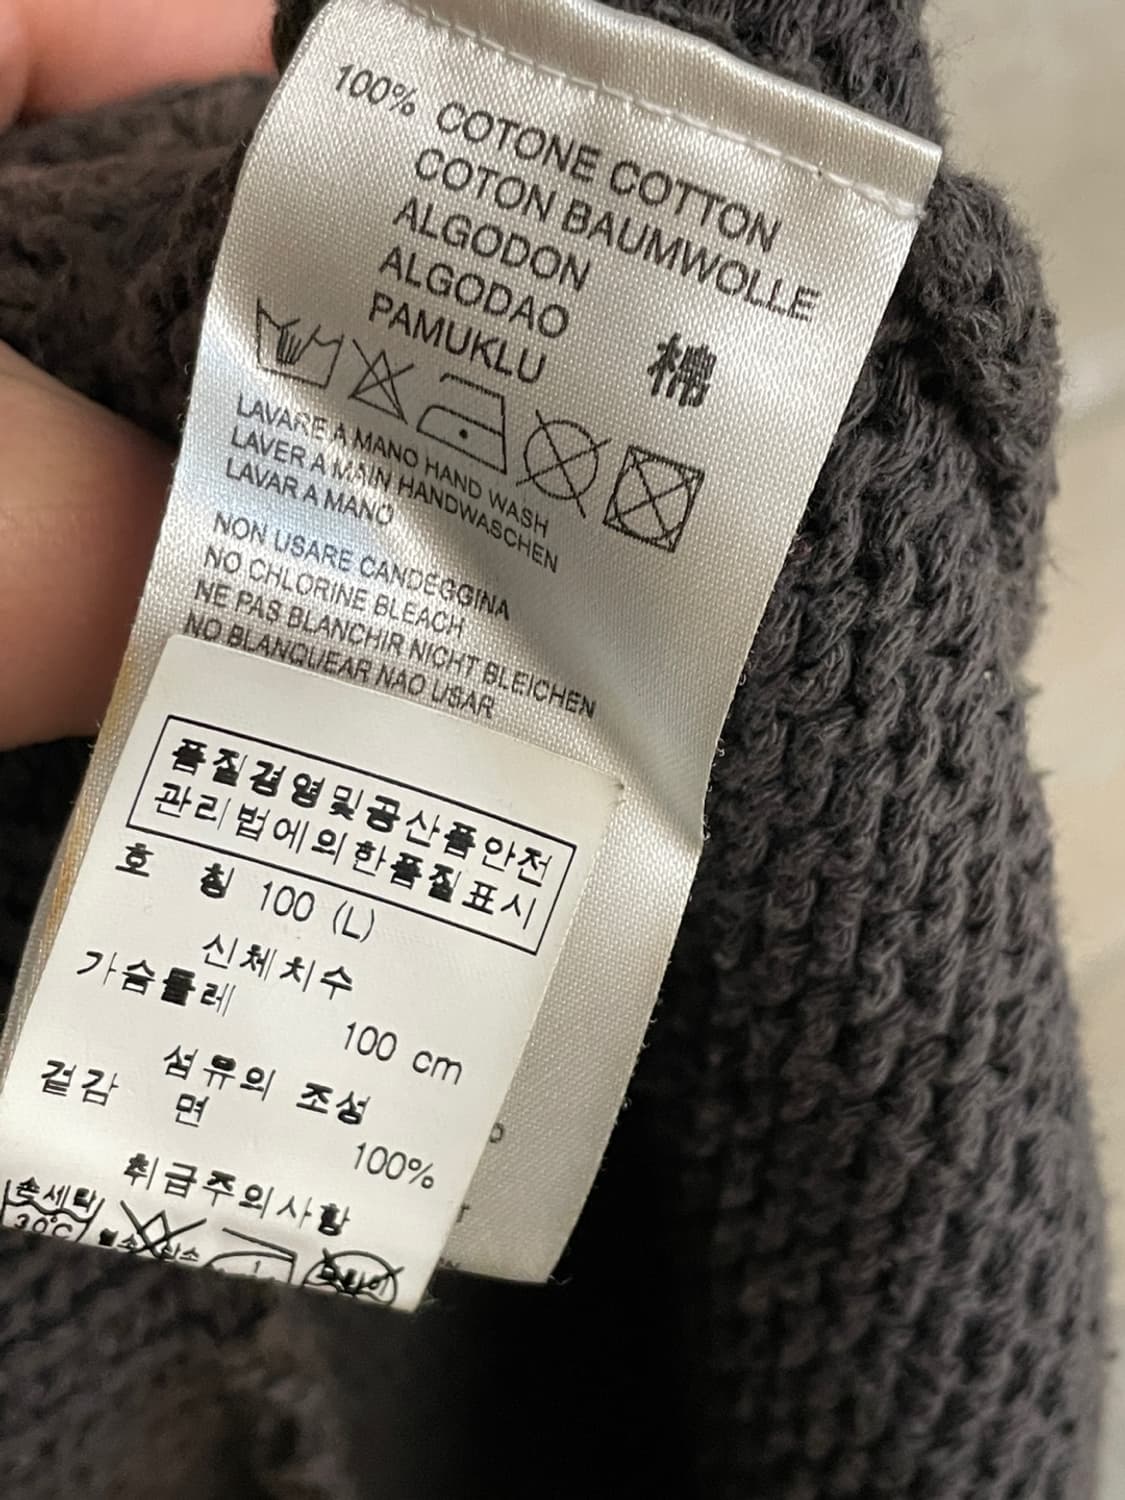 100% COTONE COTTON
COTON BAUMWOLLE
ALGODON
ALGODAO
PAMUKLU 棉
LAVARE A MANO HAND WASH
LAVER A MAIN HANDWASCHEN
LAVAR A MANO
NON USARE CANDEGGINA
NO CHLORINE BLEACH
NE PAS BLANCHIR NICHT BLEICHEN
NO BLANQUEAR NAO USAR
품질경영및공산품안전
관리법에의한품질표시
호 칭 100 (L)
신체치수
가슴둘레
100 cm
섬유의 조성
겉감 면
100%
취급주의사항
손세탁
30°C
드라이